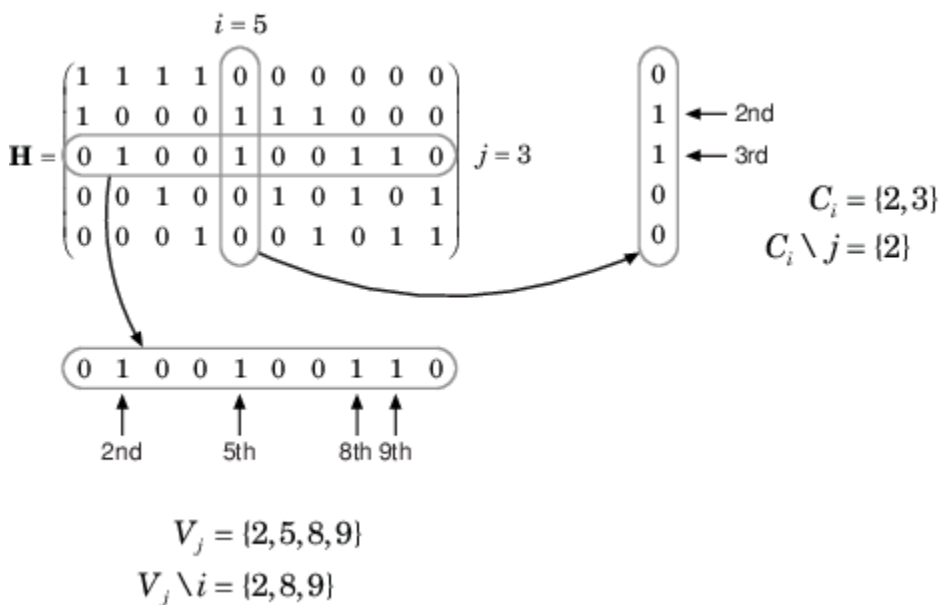 i = 5
1 1 1 1 0 0 0 0 0 0
1 0 0 0 1 1 1 0 0 0
H = 0 1 0 0 1 0 0 1 1 0 j = 3
0 0 1 0 0 1 0 1 0 1
0 0 0 1 0 0 1 0 1 1
0
1 2nd
1 3rd
0
0
C_i = {2,3}
C_i \ j = {2}
0 1 0 0 1 0 0 1 1 0
2nd 5th 8th 9th
V_j = {2,5,8,9}
V_j \ i = {2,8,9}